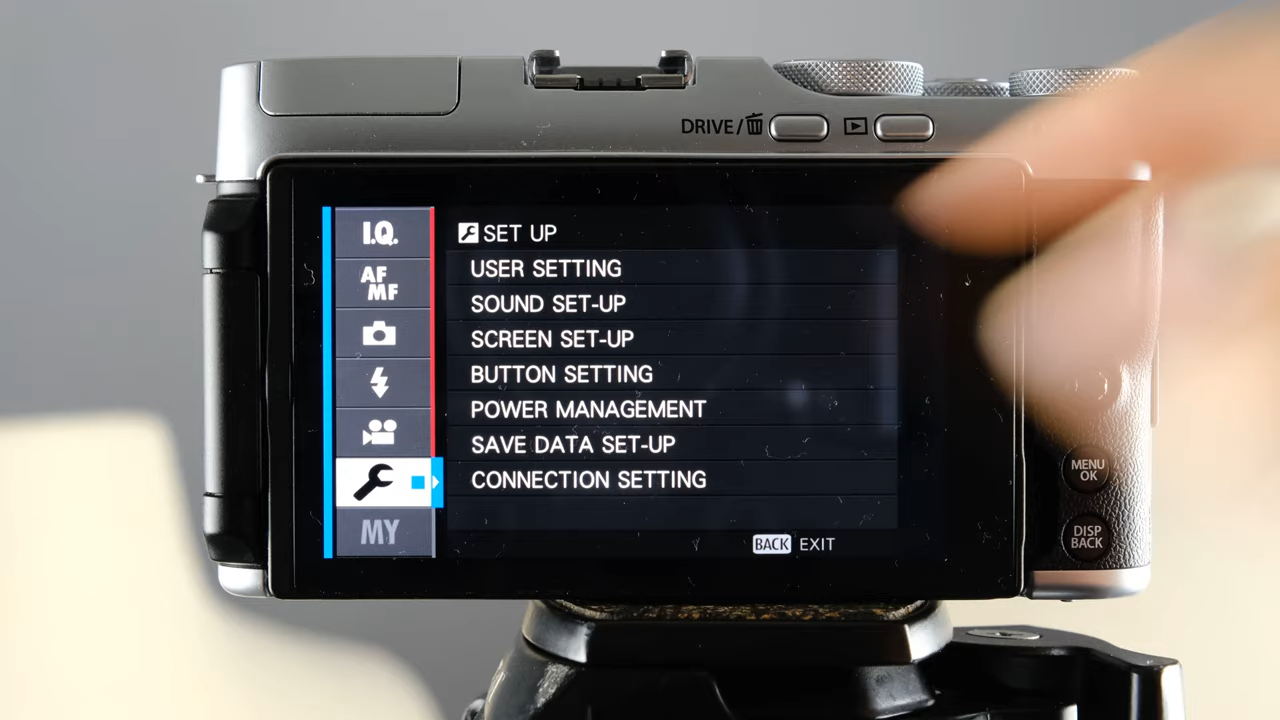 DRIVE/
I.Q.
AF
MF
MY
SET UP
USER SETTING
SOUND SET-UP
SCREEN SET-UP
BUTTON SETTING
POWER MANAGEMENT
SAVE DATA SET-UP
CONNECTION SETTING
BACK EXIT
MENU
OK
DISP
BACK